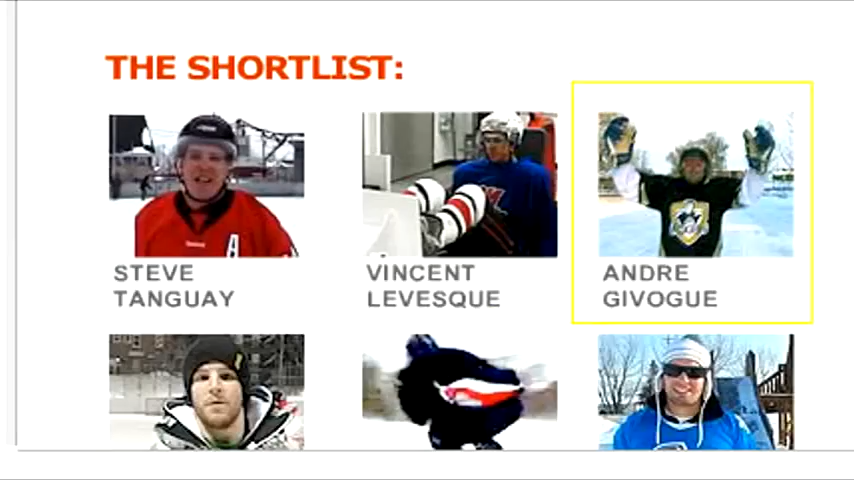 THE SHORTLIST:
STEVE
TANGUAY
VINCENT
LEVESQUE
ANDRE
GIVOGUE
A